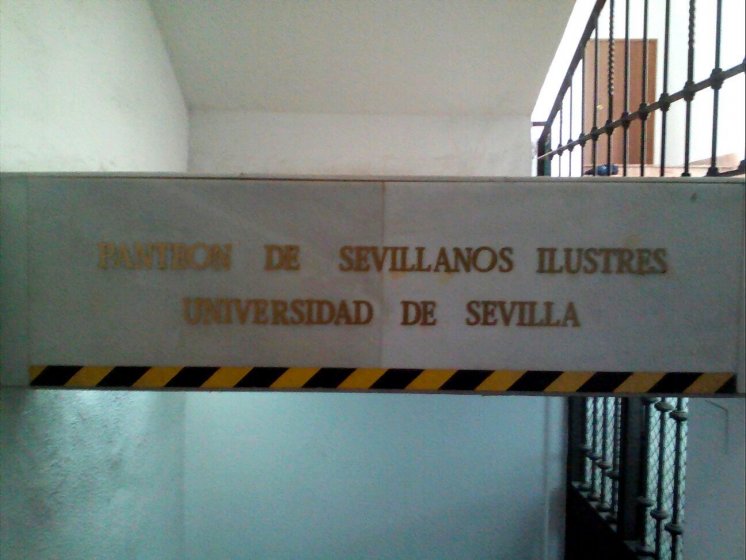 PANTEON DE SEVILLANOS ILUSTRES
UNIVERSIDAD DE SEVILLA